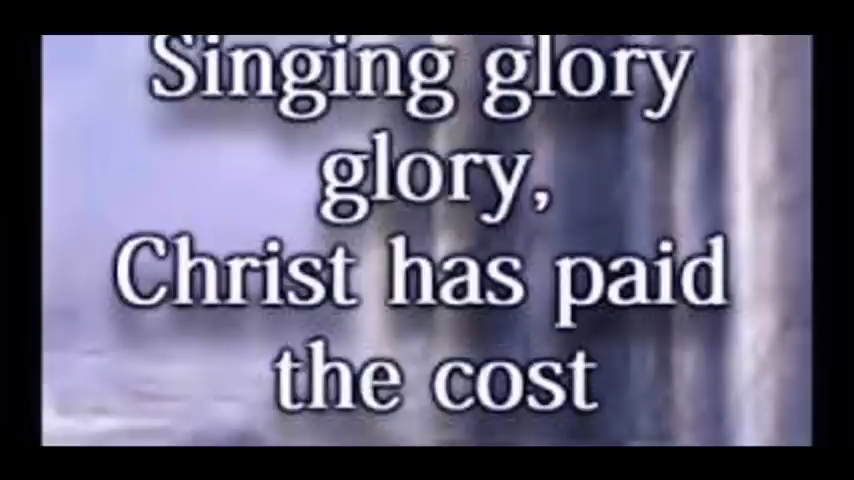 Singing glory
glory,
Christ has paid
the cost